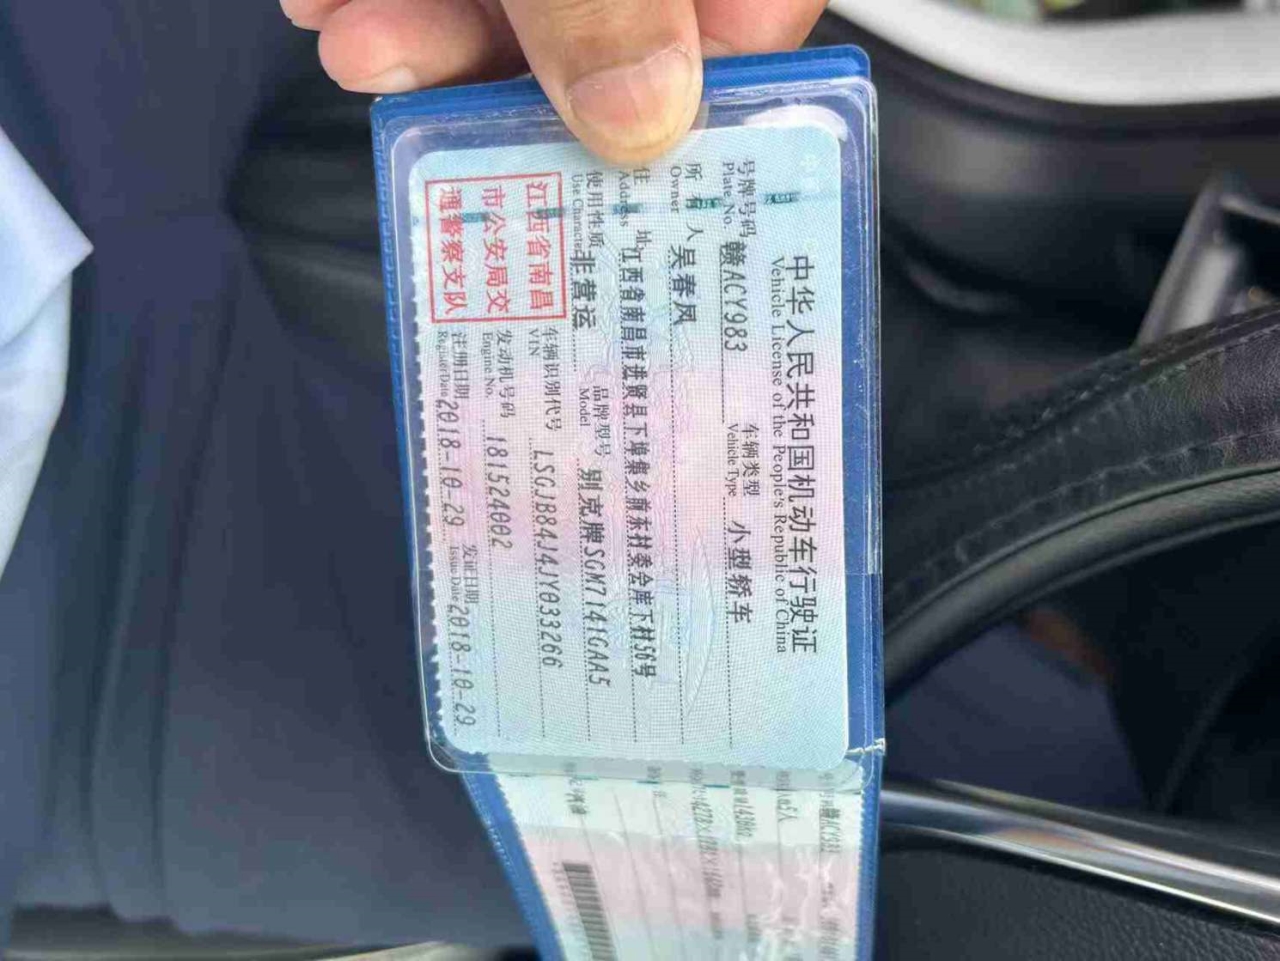 中华人民共和国机动车行驶证
Vehicle License of the People's Republic of China
号牌号码 赣ACY983 车辆类型 小型轿车
Plate No. Vehicle Type
所有人 吴春凤
Owner
住址 江西省南昌市进贤县下埠集乡前东村委会库下村56号
Address
使用性质 非营运 品牌型号 别克牌SGM7141GAA5
Use Character Model
江西省南昌
市公安局交
通警察支队
车辆识别代号 LSGJB84J4JY033266
VIN
发动机号码 181524002
Engine No.
注册日期 2018-10-29 发证日期 2018-10-29
Register Date Issue Date